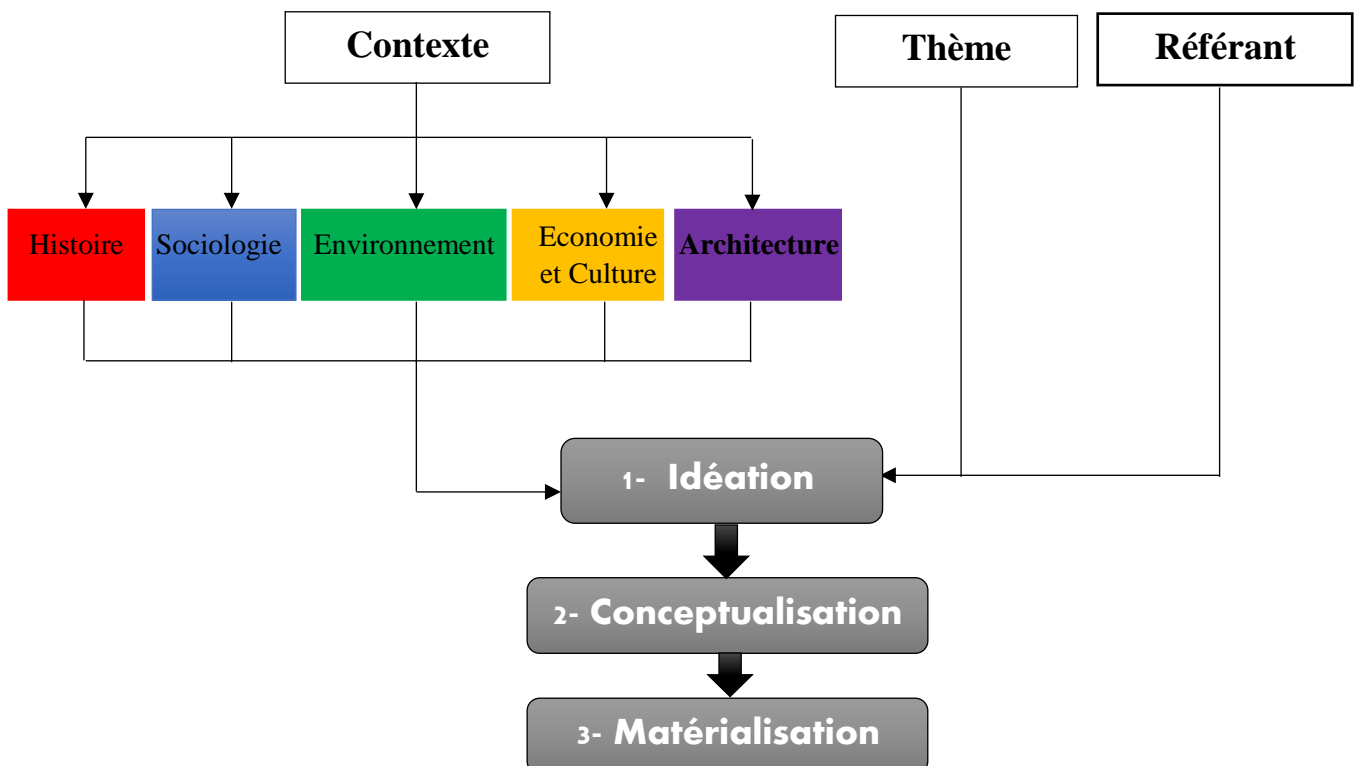 Contexte
Thème
Référant
Histoire
Sociologie
Environnement
Economie
et Culture
Architecture
1- Idéation
2- Conceptualisation
3- Matérialisation